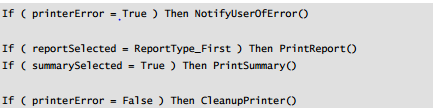 If ( printerError = True ) Then NotifyUserOfError()
If ( reportSelected = ReportType_First ) Then PrintReport()
If ( summarySelected = True ) Then PrintSummary()
If ( printerError = False ) Then CleanupPrinter()